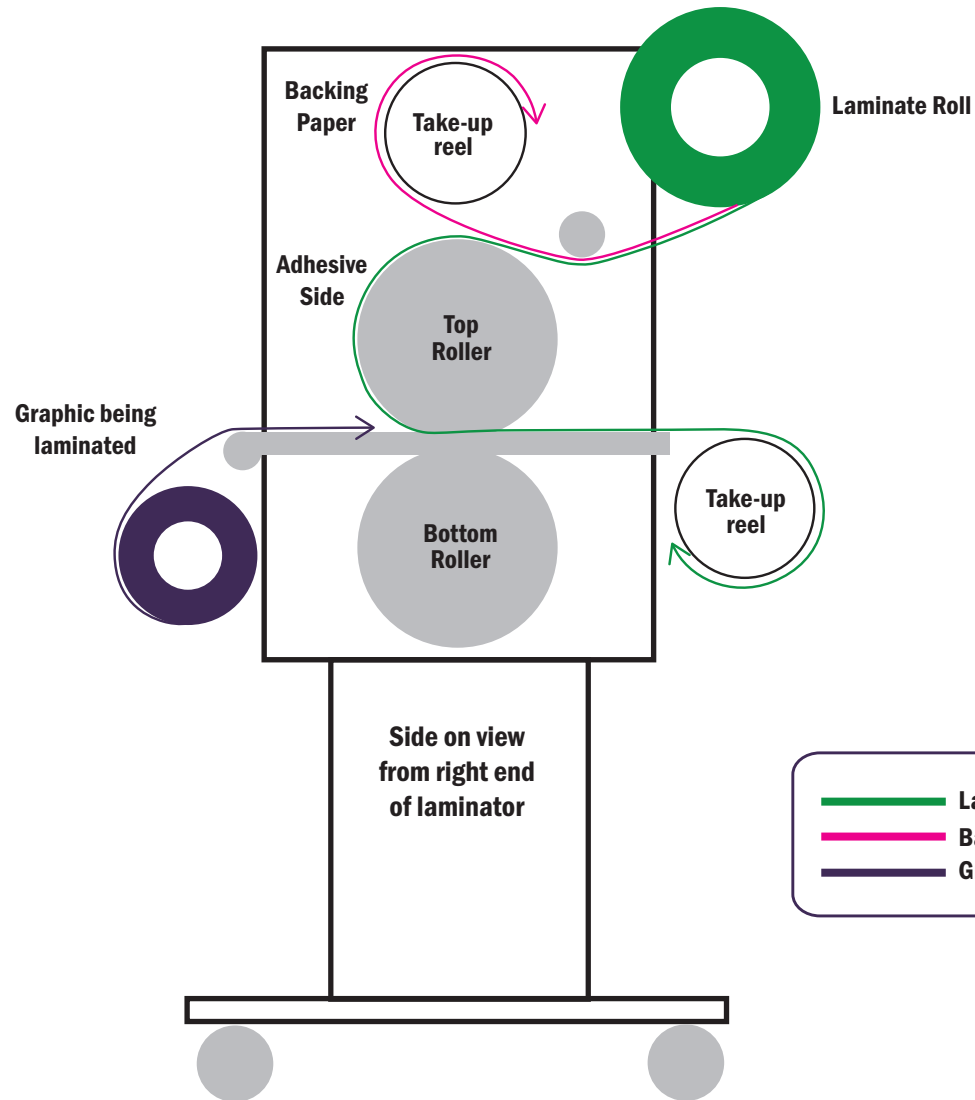 Backing
Paper
Take-up
reel
Laminate Roll
Adhesive
Side
Top
Roller
Graphic being
laminated
Take-up
reel
Bottom
Roller
Side on view
from right end
of laminator